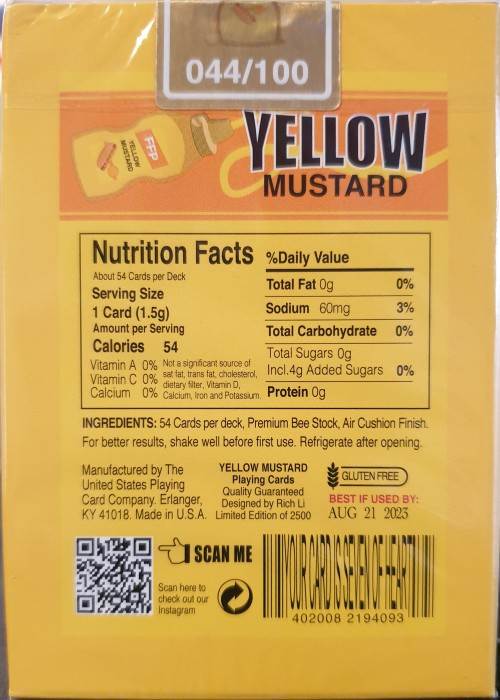 044/100
YELLOW
MUSTARD
FFP
YELLOW
MUSTARD
Nutrition Facts
About 54 Cards per Deck
Serving Size
1 Card (1.5g)
Amount per Serving
Calories 54
Vitamin A 0%
Vitamin C 0%
Calcium 0%
Not a significant source of
sat fat, trans fat, cholesterol,
dietary filter, Vitamin D,
Calcium, Iron and Potassium.
%Daily Value
Total Fat 0g 0%
Sodium 60mg 3%
Total Carbohydrate 0%
Total Sugars 0g
Incl.4g Added Sugars 0%
Protein 0g
INGREDIENTS: 54 Cards per deck, Premium Bee Stock, Air Cushion Finish.
For better results, shake well before first use. Refrigerate after opening.
Manufactured by The
United States Playing
Card Company. Erlanger,
KY 41018. Made in U.S.A.
YELLOW MUSTARD
Playing Cards
Quality Guaranteed
Designed by Rich Li
Limited Edition of 2500
GLUTEN FREE
BEST IF USED BY:
AUG 21 2023
SCAN ME
Scan here to
check out our
Instagram
YOUR CARD IS SEVEN OF HEART
402008 2194093